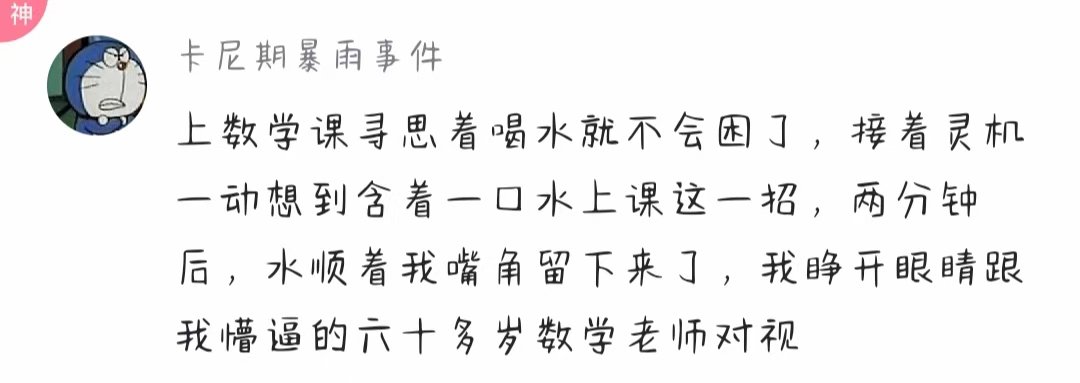 神
卡尼期暴雨事件
上数学课寻思着喝水就不会困了，接着灵机
一动想到含着一口水上课这一招，两分钟
后，水顺着我嘴角留下来了，我睁开眼睛跟
我懵逼的六十多岁数学老师对视